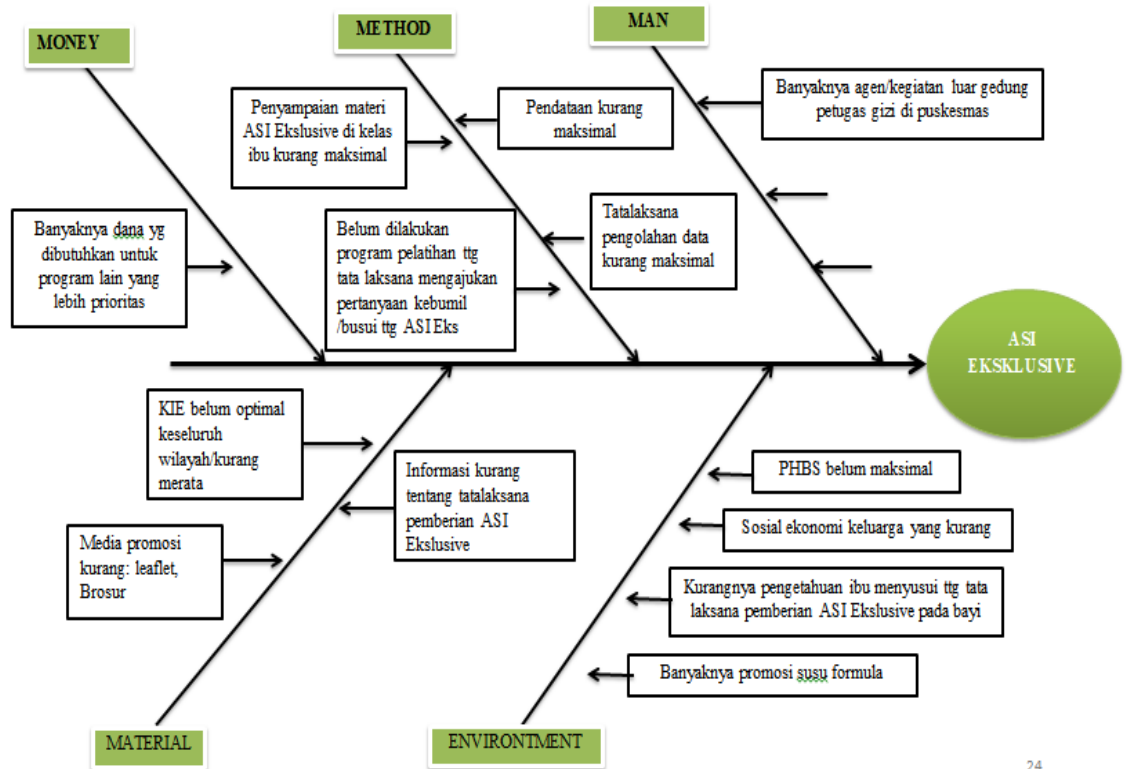 MONEY
METHOD
MAN
Penyampaian materi
ASI Ekslusive di kelas
ibu kurang maksimal
Pendataan kurang
maksimal
Banyaknya agen/kegiatan luar gedung
petugas gizi di puskesmas
Banyaknya dana yg
dibutuhkan untuk
program lain yang
lebih prioritas
Belum dilakukan
program pelatihan ttg
tata laksana mengajukan
pertanyaan kebumil
/busui ttg ASI Eks
Tatalaksana
pengolahan data
kurang maksimal
ASI
EKSKLUSIVE
KIE belum optimal
keseluruh
wilayah/kurang
merata
Informasi kurang
tentang tatalaksana
pemberian ASI
Ekslusive
Media promosi
kurang: leaflet,
Brosur
PHBS belum maksimal
Sosial ekonomi keluarga yang kurang
Kurangnya pengetahuan ibu menyusui ttg tata
laksana pemberian ASI Ekslusive pada bayi
Banyaknya promosi susu formula
MATERIAL
ENVIRONTMENT
24